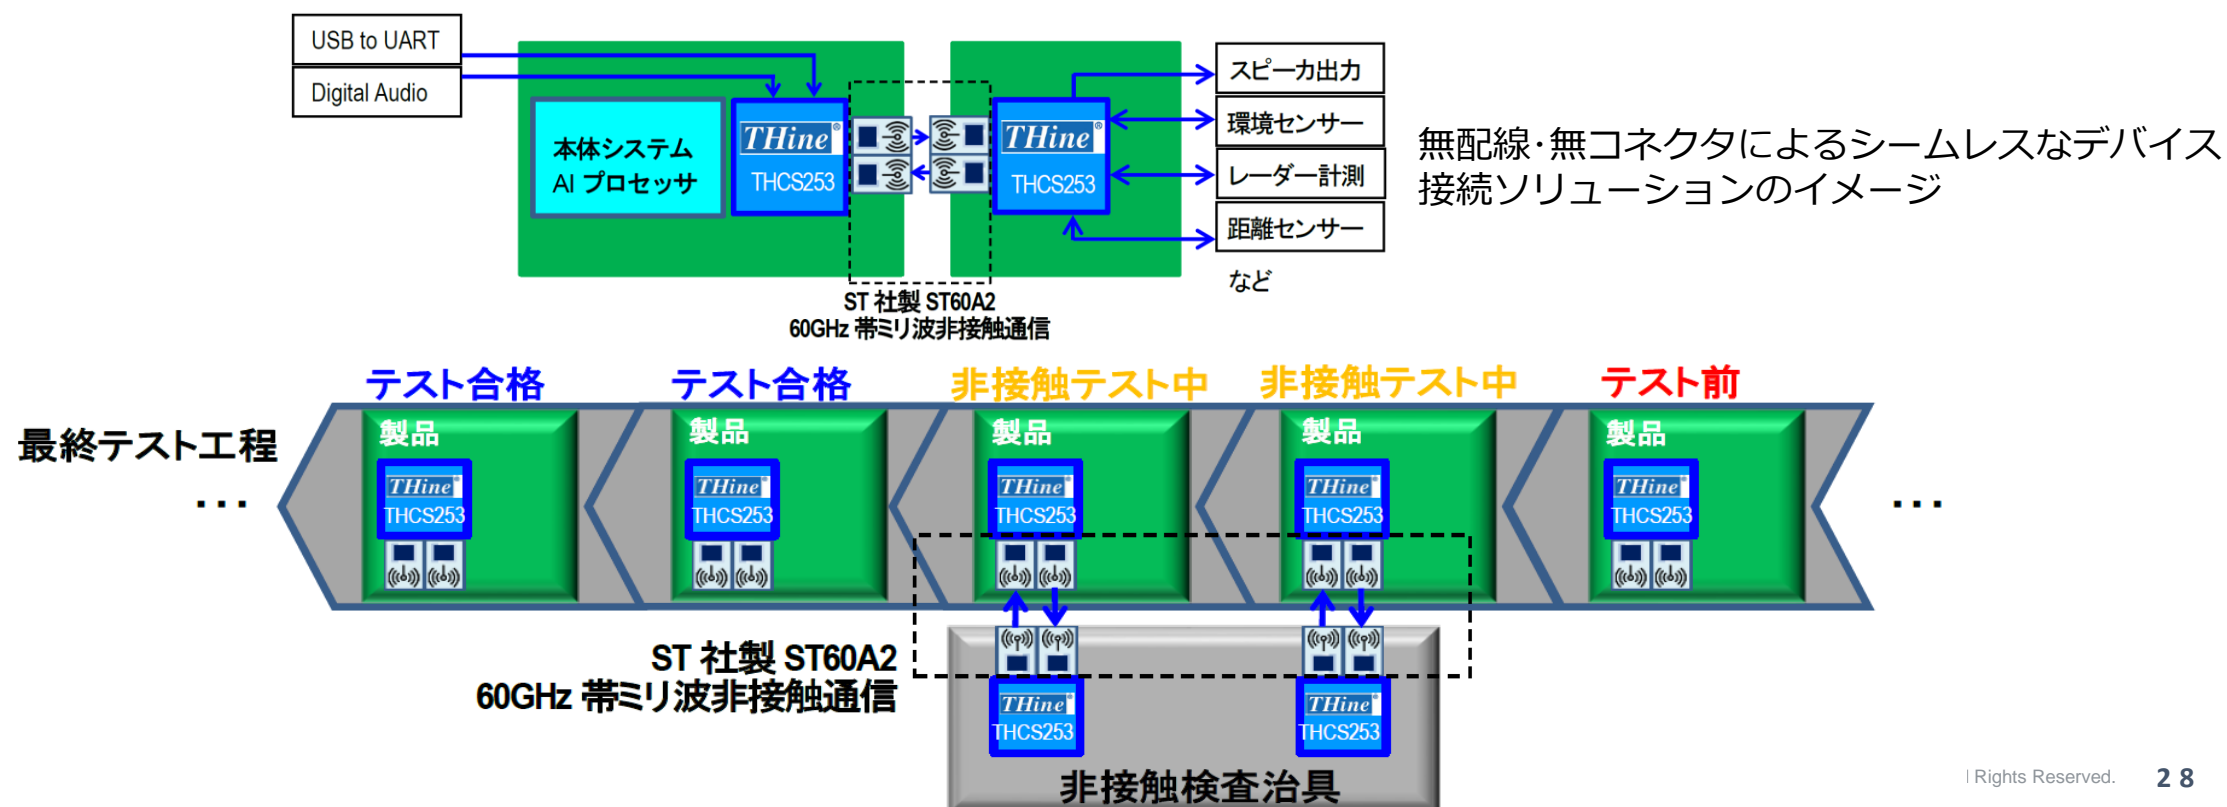 USB to UART
Digital Audio
本体システム
AI プロセッサ
THine®
THCS253
THine®
THCS253
スピーカ出力
環境センサー
レーダー計測
距離センサー
など
ST 社製 ST60A2
60GHz 帯ミリ波非接触通信
無配線･無コネクタによるシームレスなデバイス
接続ソリューションのイメージ
テスト合格
テスト合格
非接触テスト中
非接触テスト中
テスト前
最終テスト工程
･･･
製品
THine®
THCS253
製品
THine®
THCS253
製品
THine®
THCS253
製品
THine®
THCS253
製品
THine®
THCS253
･･･
ST 社製 ST60A2
60GHz 帯ミリ波非接触通信
THine®
THCS253
THine®
THCS253
非接触検査治具
Rights Reserved.
28